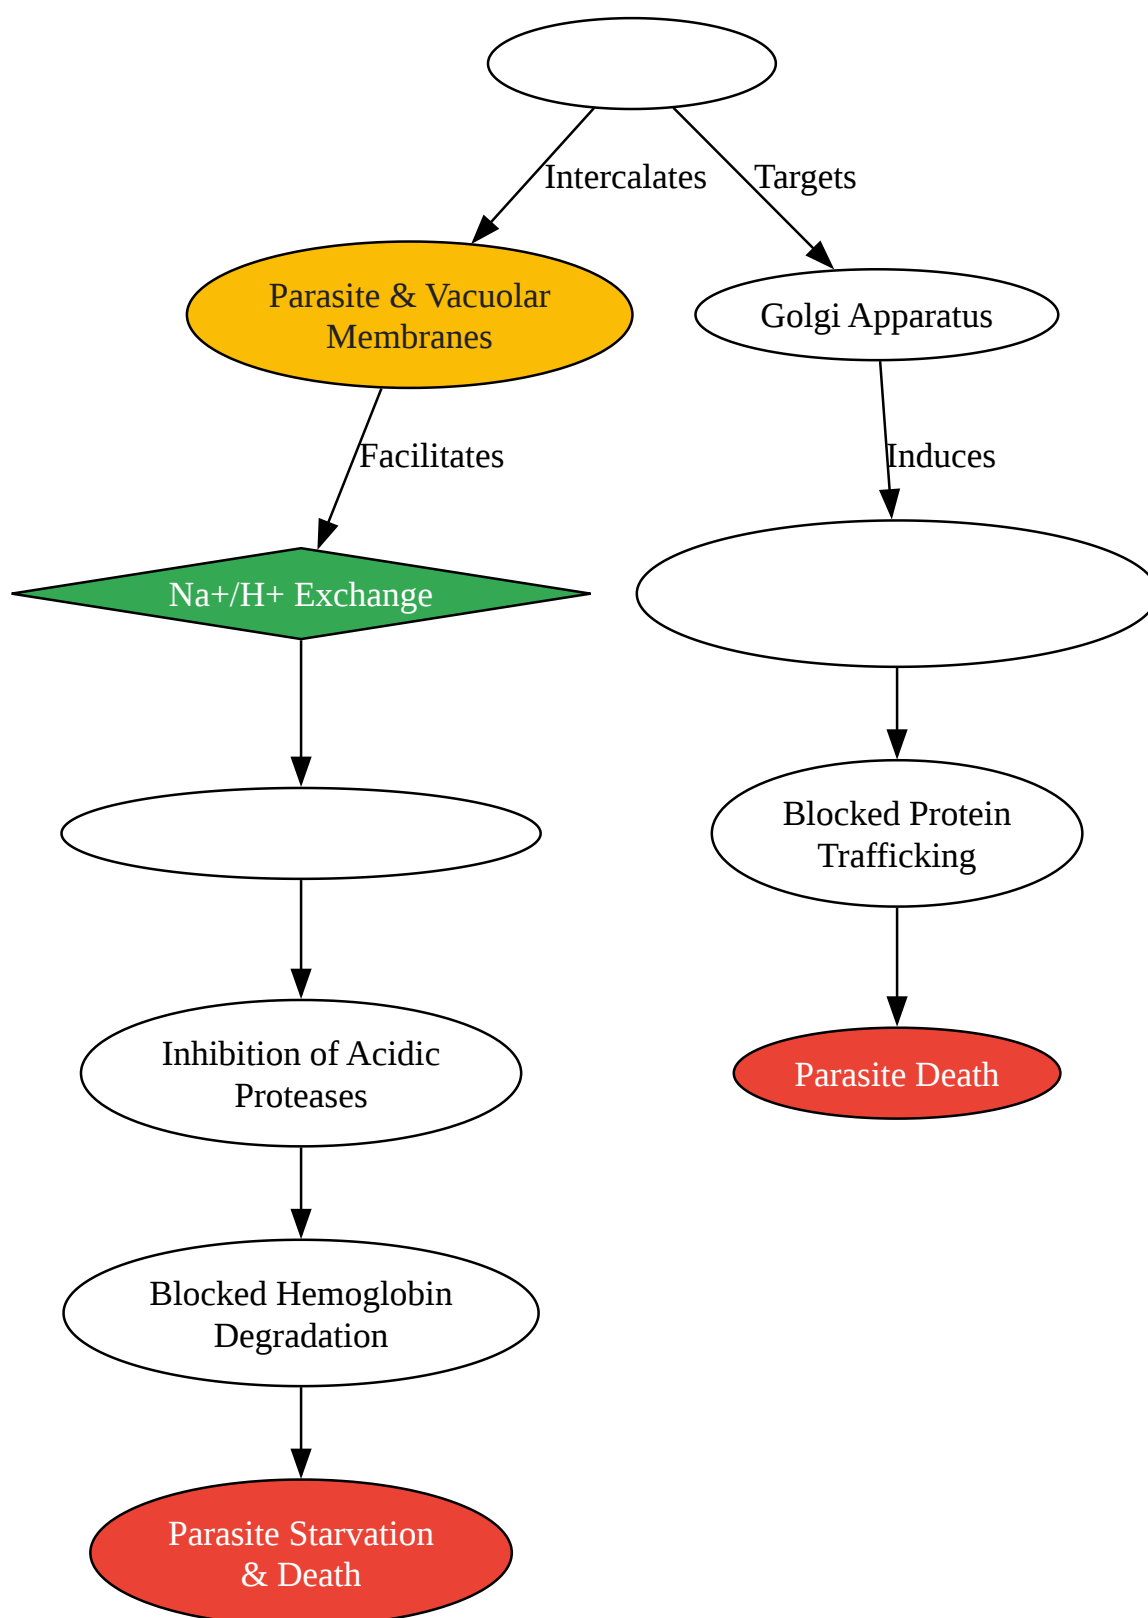 Intercalates
Targets
Parasite & Vacuolar
Membranes
Golgi Apparatus
Facilitates
Induces
Na+/H+ Exchange
Blocked Protein
Trafficking
Inhibition of Acidic
Proteases
Parasite Death
Blocked Hemoglobin
Degradation
Parasite Starvation
& Death